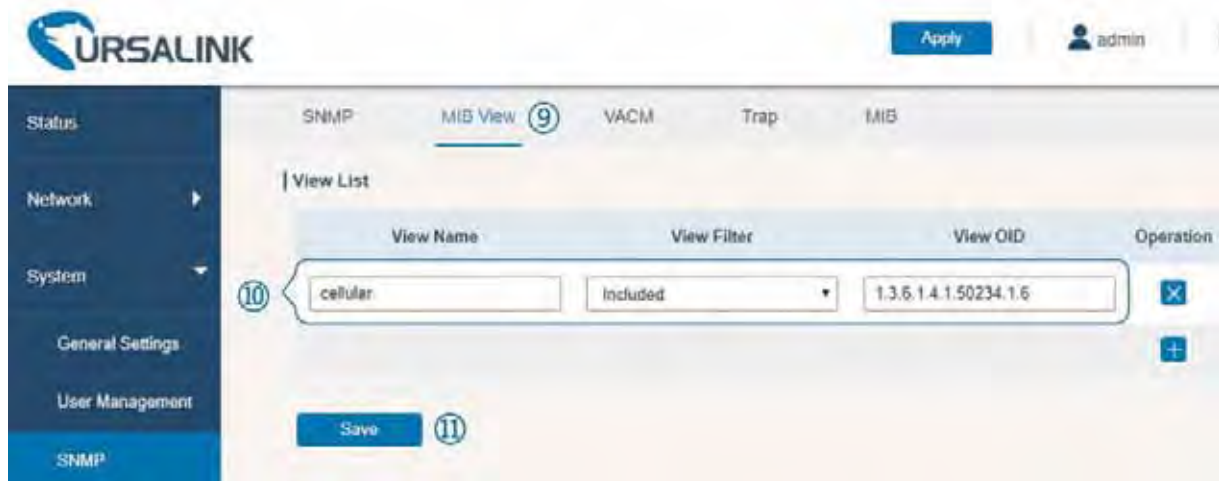 URSALINK
Apply
admin
Status
SNMP MIB View ⑨ VACM Trap MIB
View List
Network
View Name View Filter View OID Operation
System
⑩ cellular Included 1.3.6.1.4.1.50234.1.6
General Settings
User Management
Save ⑪
SNMP